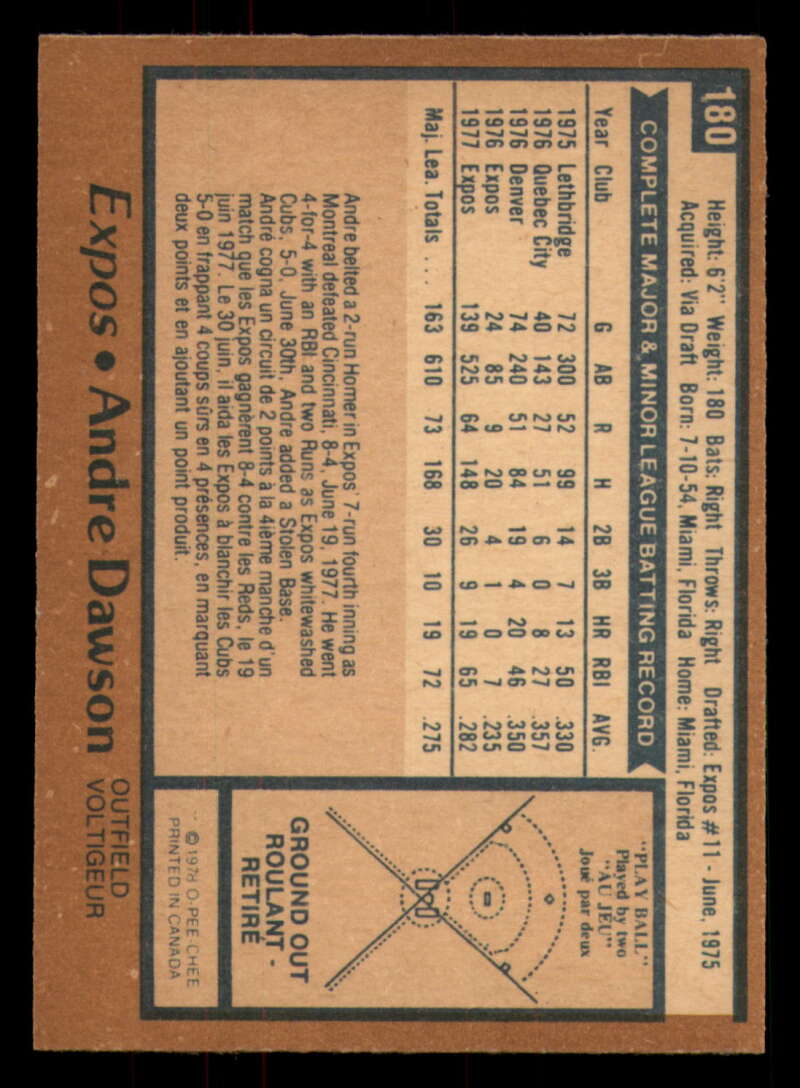 180
Height: 6'2" Weight: 180 Bats: Right Throws: Right Drafted: Expos #11 - June, 1975
Acquired: Via Draft Born: 7-10-54, Miami, Florida Home: Miami, Florida
COMPLETE MAJOR & MINOR LEAGUE BATTING RECORD
Year Club G AB R H 2B 3B HR RBI AVG.
1975 Lethbridge 72 300 52 99 14 7 13 50 .330
1976 Quebec City 40 143 27 51 6 0 8 27 .357
1976 Denver 74 240 51 84 19 4 20 46 .350
1976 Expos 24 85 9 20 4 1 0 7 .235
1977 Expos 139 525 64 148 26 9 19 65 .282
Maj. Lea. Totals ... 163 610 73 168 30 10 19 72 .275
Andre belted a 2-run Homer in Expos' 7-run fourth inning as
Montreal defeated Cincinnati, 8-4, June 19, 1977. He went
4-for-4 with an RBI and two Runs as Expos whitewashed
Cubs, 5-0, June 30th, Andre added a Stolen Base.
André cogna un circuit de 2 points à la 4ième manche d'un
match que les Expos gagnèrent 8-4 contre les Reds, le 19
juin 1977. Le 30 juin, il aida les Expos à blanchir les Cubs
5-0 en frappant 4 coups sûrs en 4 présences, en marquant
deux points et en ajoutant un point produit.
"PLAY BALL"
Played by two
"AU JEU"
Joué par deux
GROUND OUT
ROULANT -
RETIRÉ
© 1978 O-PEE-CHEE
PRINTED IN CANADA
Expos • Andre Dawson
OUTFIELD
VOLTIGEUR